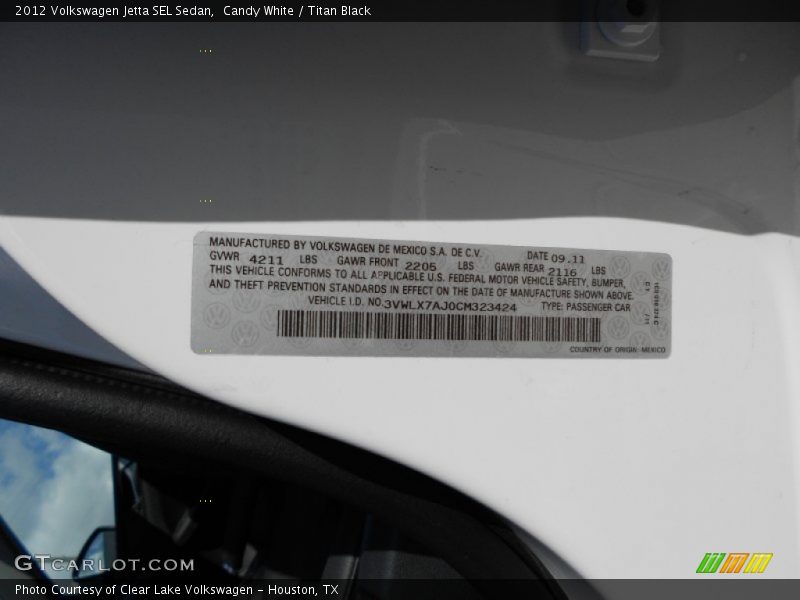 2012 Volkswagen Jetta SEL Sedan,  Candy White / Titan Black
MANUFACTURED BY VOLKSWAGEN DE MEXICO S.A. DE C.V. DATE 09.11
GVWR 4211 LBS GAWR FRONT 2205 LBS GAWR REAR 2116 LBS
THIS VEHICLE CONFORMS TO ALL APPLICABLE U.S. FEDERAL MOTOR VEHICLE SAFETY, BUMPER,
AND THEFT PREVENTION STANDARDS IN EFFECT ON THE DATE OF MANUFACTURE SHOWN ABOVE.
VEHICLE I.D. NO. 3VWLX7AJ0CM323424 TYPE: PASSENGER CAR
COUNTRY OF ORIGIN: MEXICO
GTCARLOT.COM
Photo Courtesy of Clear Lake Volkswagen - Houston, TX